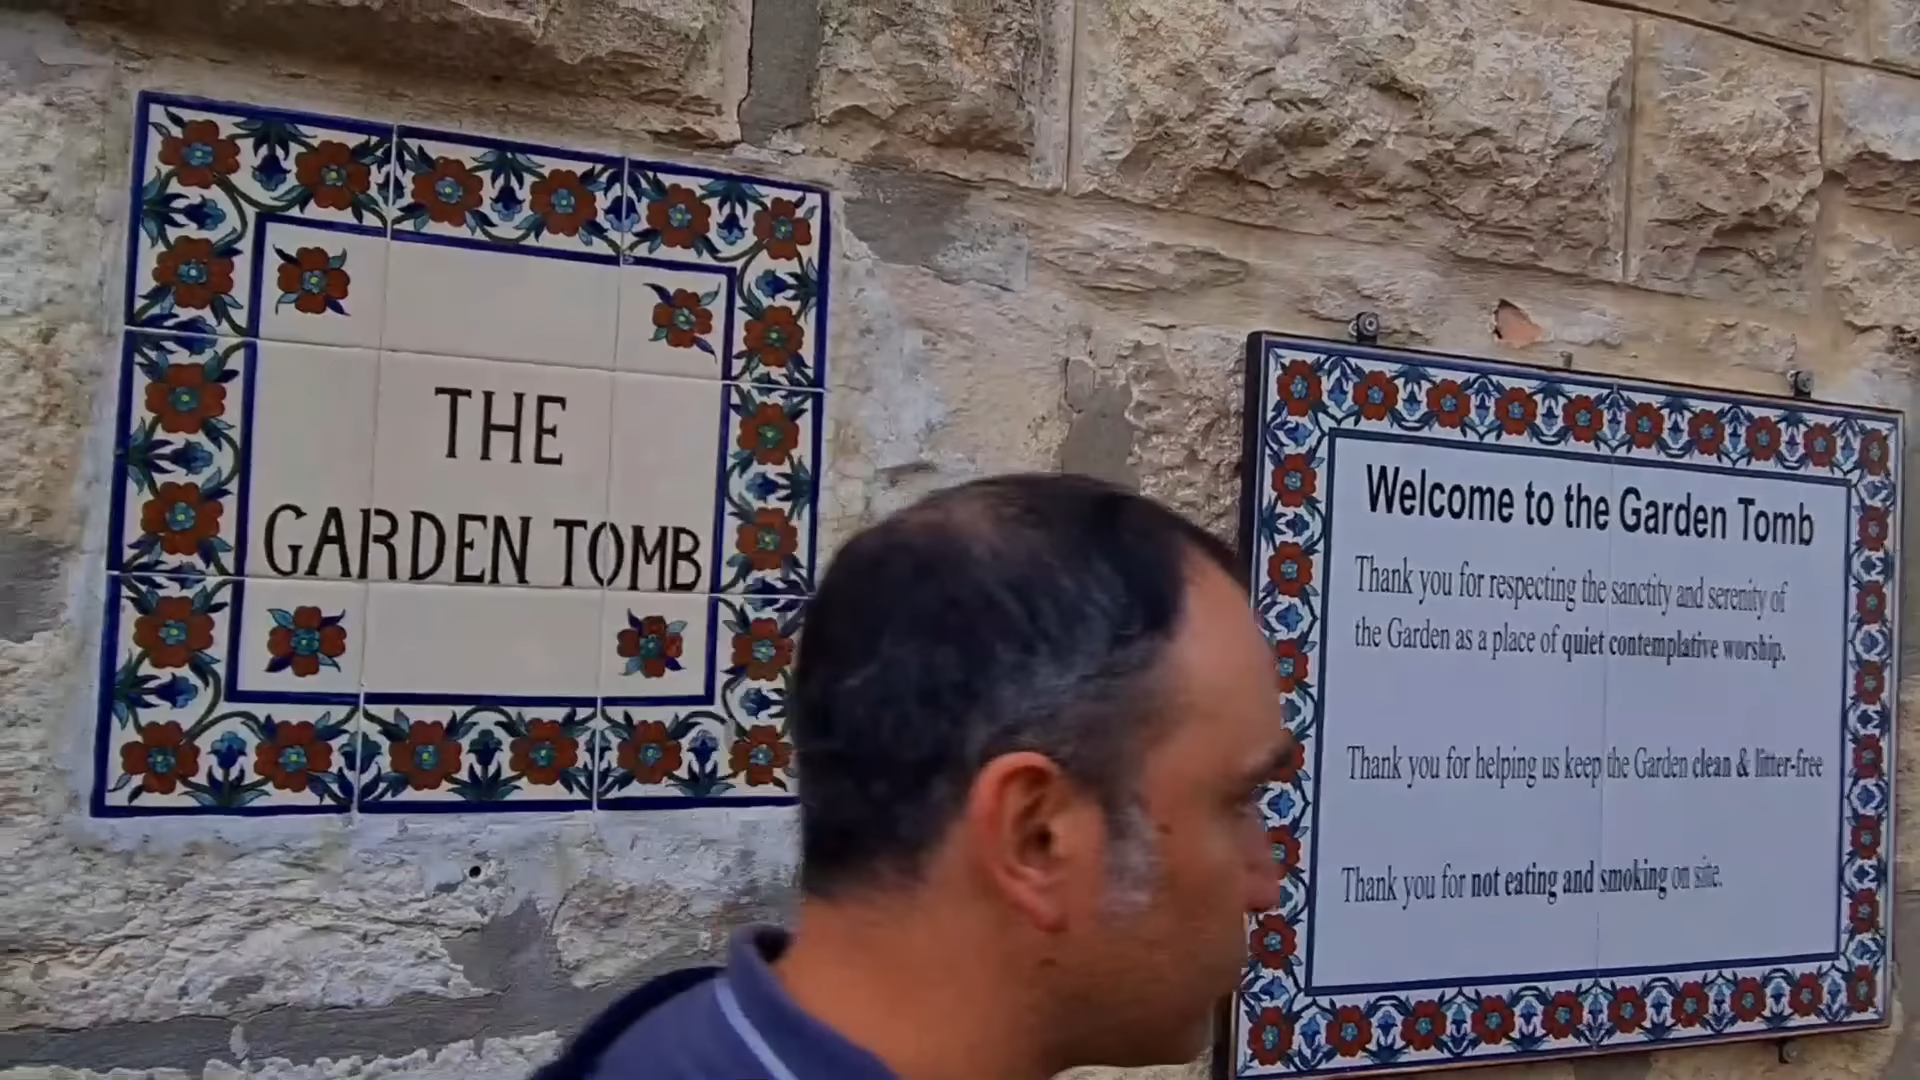 THE
GARDEN TOMB
Welcome to the Garden Tomb
Thank you for respecting the sanctity and serenity of
the Garden as a place of quiet contemplative worship.
Thank you for helping us keep the Garden clean & litter-free
Thank you for not eating and smoking on site.